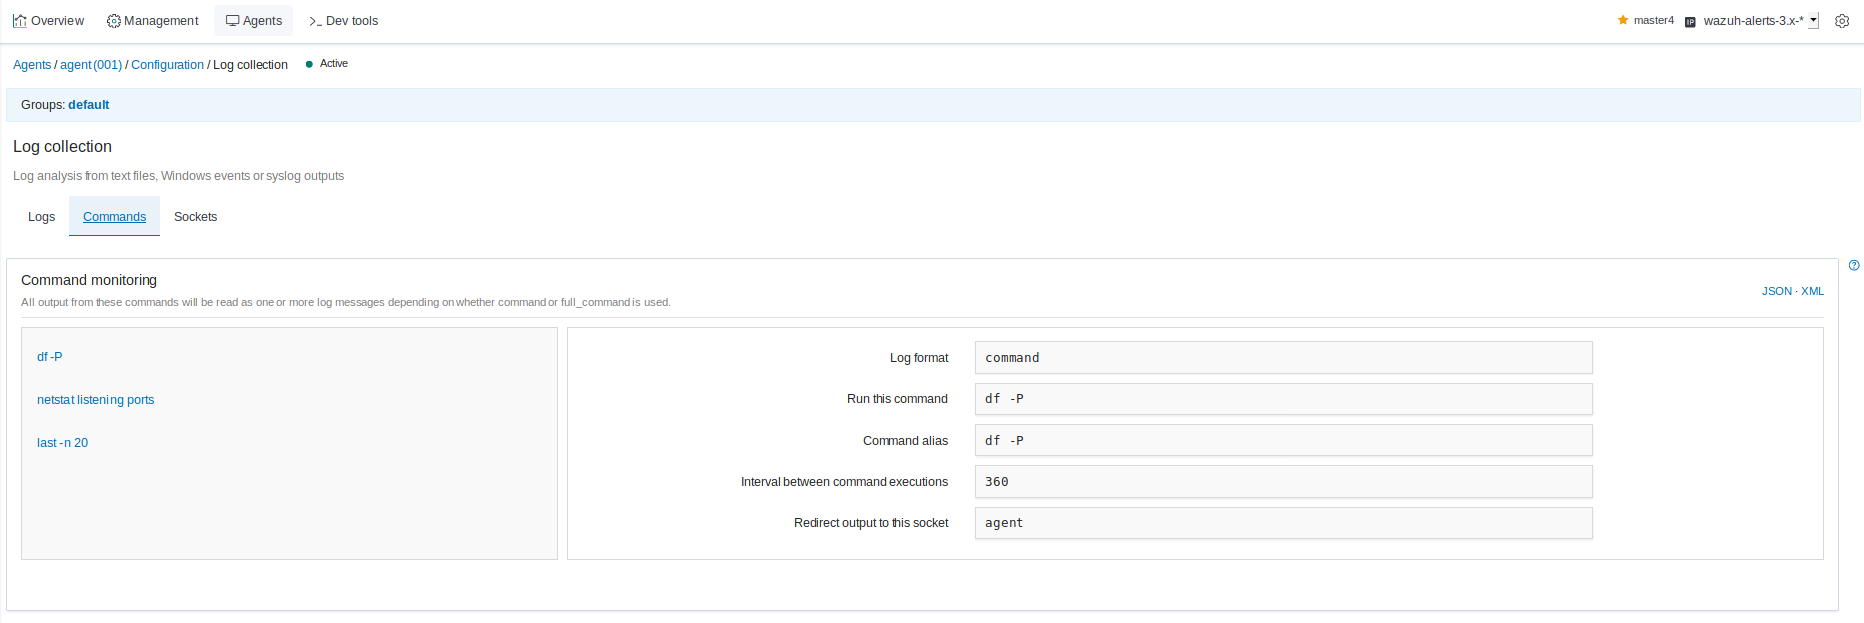 Overview Management Agents >_ Dev tools master4 IP wazuh-alerts-3.x-*
Agents / agent (001) / Configuration / Log collection Active
Groups: default
Log collection
Log analysis from text files, Windows events or syslog outputs
Logs Commands Sockets
Command monitoring
All output from these commands will be read as one or more log messages depending on whether command or full_command is used.
JSON · XML
df -P
netstat listening ports
last -n 20
Log format command
Run this command df -P
Command alias df -P
Interval between command executions 360
Redirect output to this socket agent